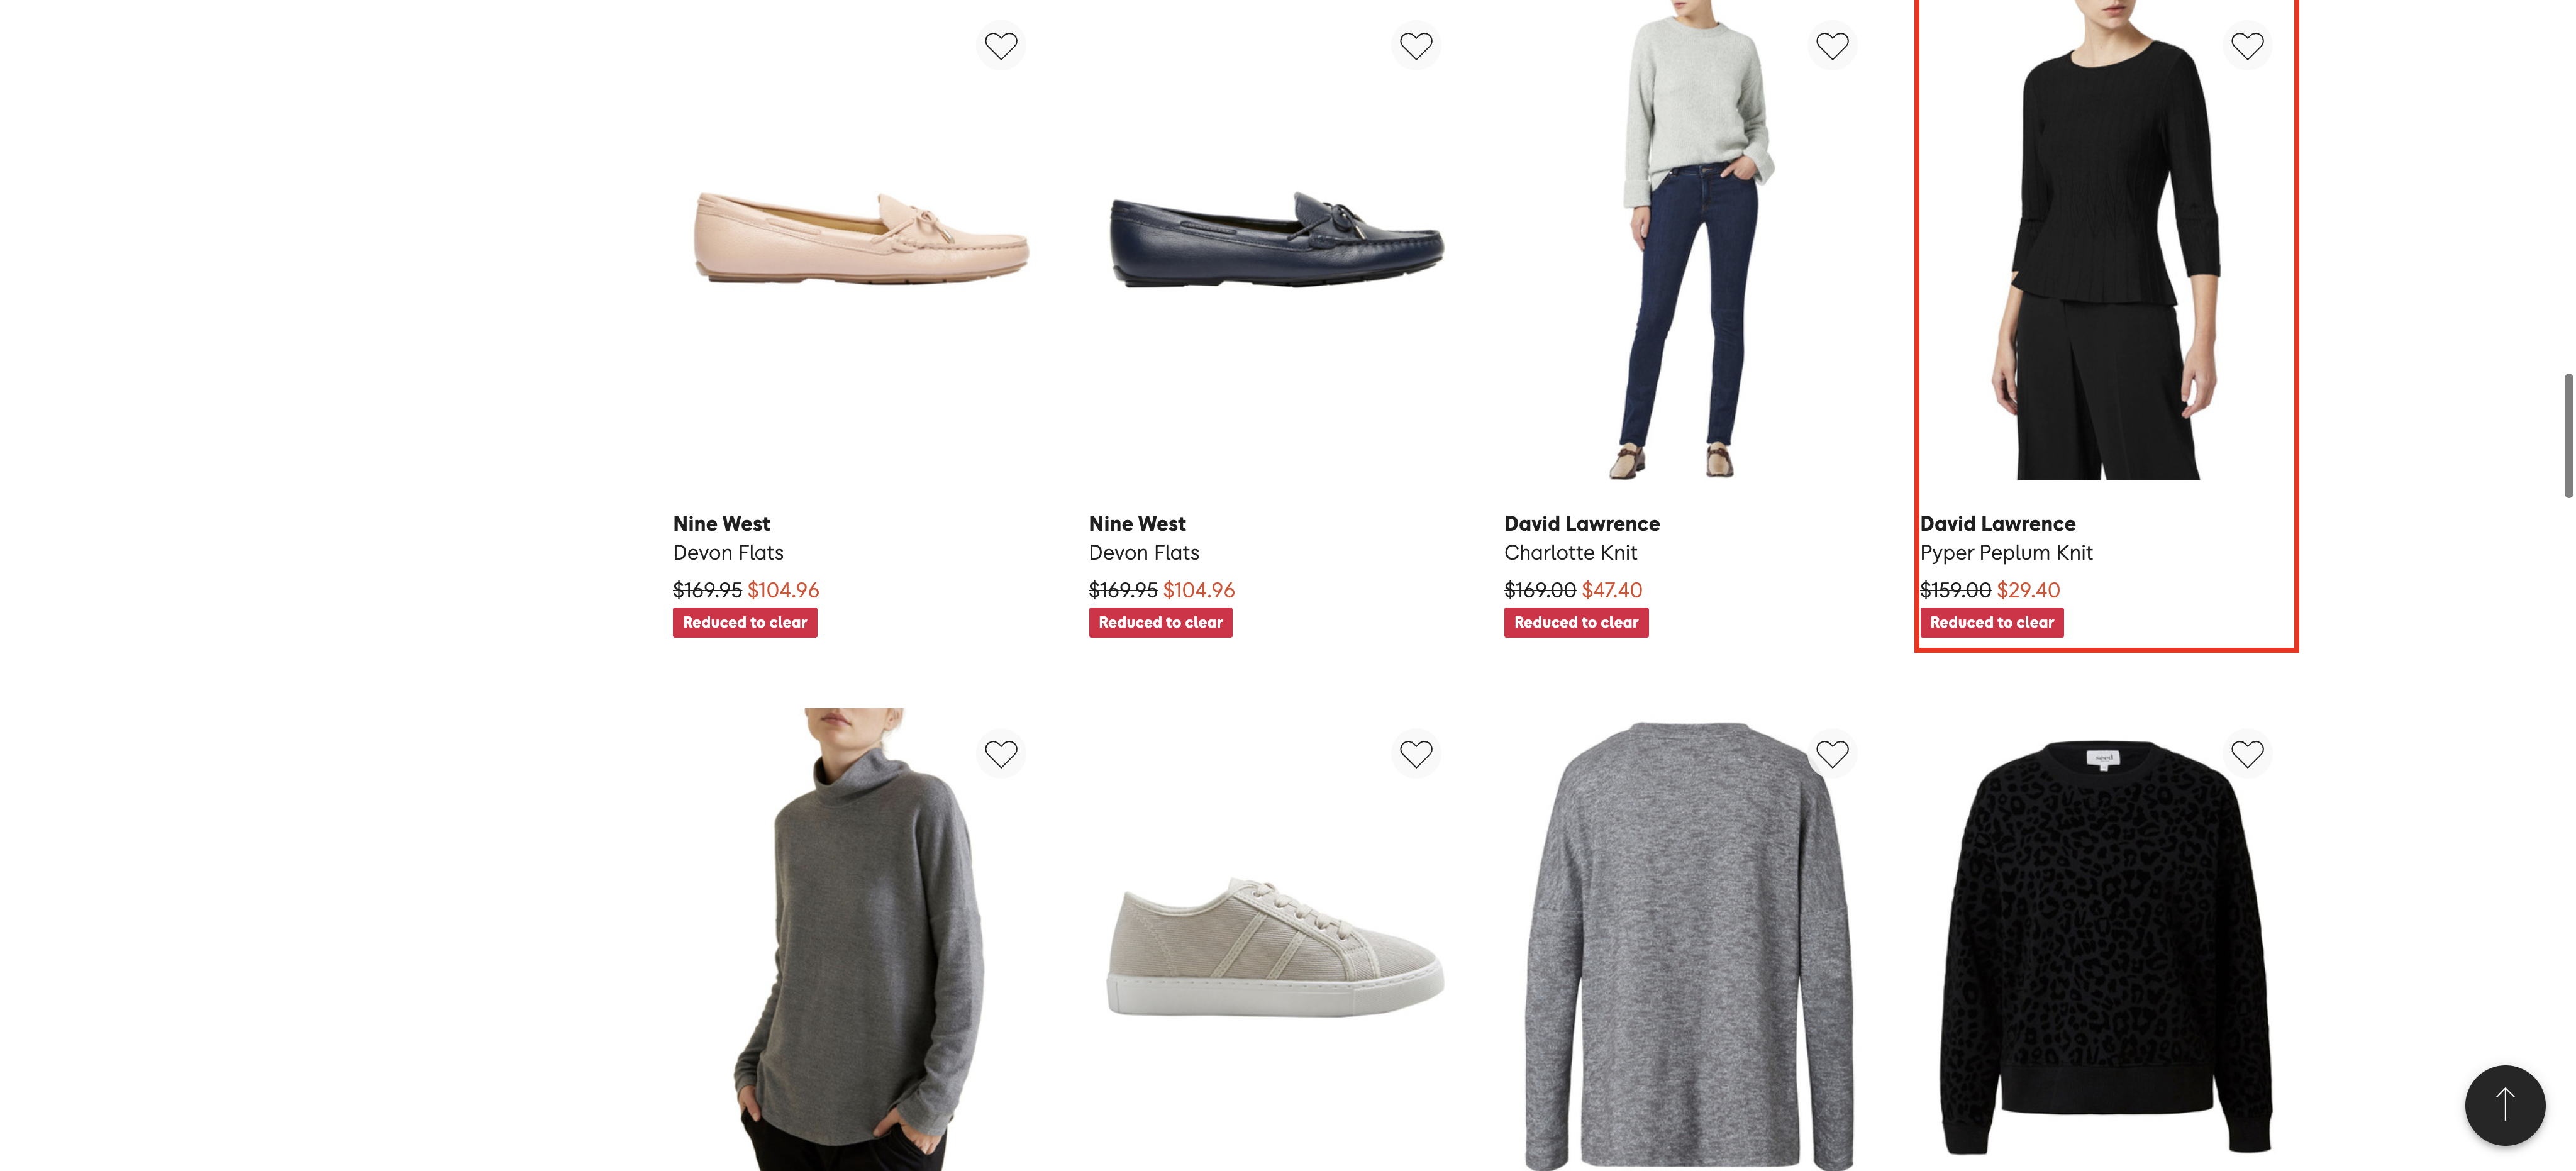 Nine West
Devon Flats
$169.95 $104.96
Reduced to clear
Nine West
Devon Flats
$169.95 $104.96
Reduced to clear
David Lawrence
Charlotte Knit
$169.00 $47.40
Reduced to clear
David Lawrence
Pyper Peplum Knit
$159.00 $29.40
Reduced to clear
seed